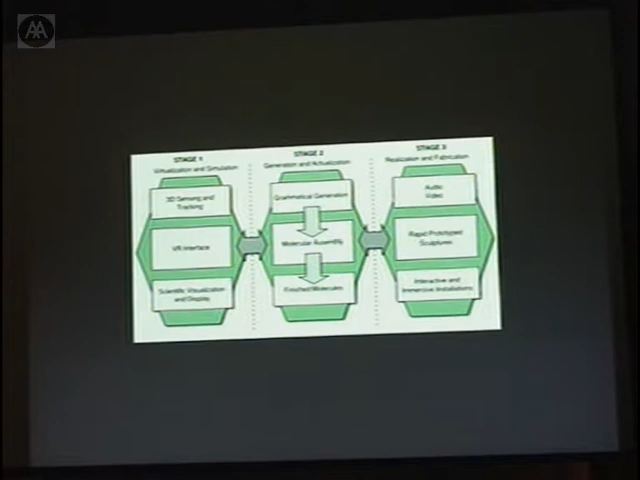 AA
STAGE 1
Virtualization and Simulation
3D Sensing and
Tracking
VR Interface
Scientific Visualization
and Display
STAGE 2
Generation and Actualization
Grammatical Generation
Molecular Assembly
Finished Molecules
STAGE 3
Realization and Fabrication
Audio
Video
Rapid Prototyped
Sculptures
Interactive and
Immersive Installations